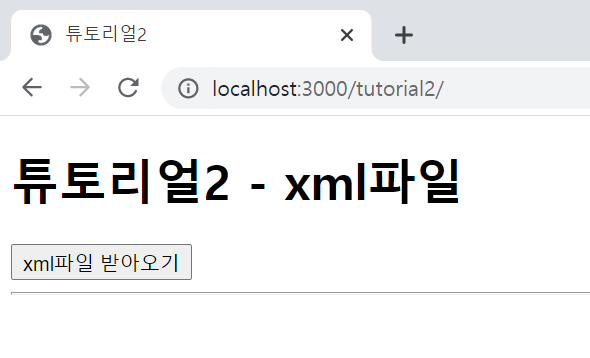 튜토리얼2
localhost:3000/tutorial2/
튜토리얼2 - xml파일
xml파일 받아오기